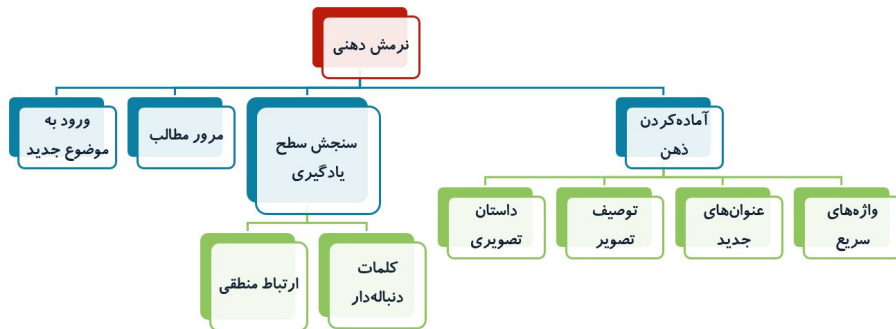 نرمش دهنی
آماده‌کردن
ذهن
سنجش سطح
یادگیری
مرور مطالب
ورود به
موضوع جدید
واژه‌های
سریع
عنوان‌های
جدید
توصیف
تصویر
داستان
تصویری
کلمات
دنباله‌دار
ارتباط منطقی